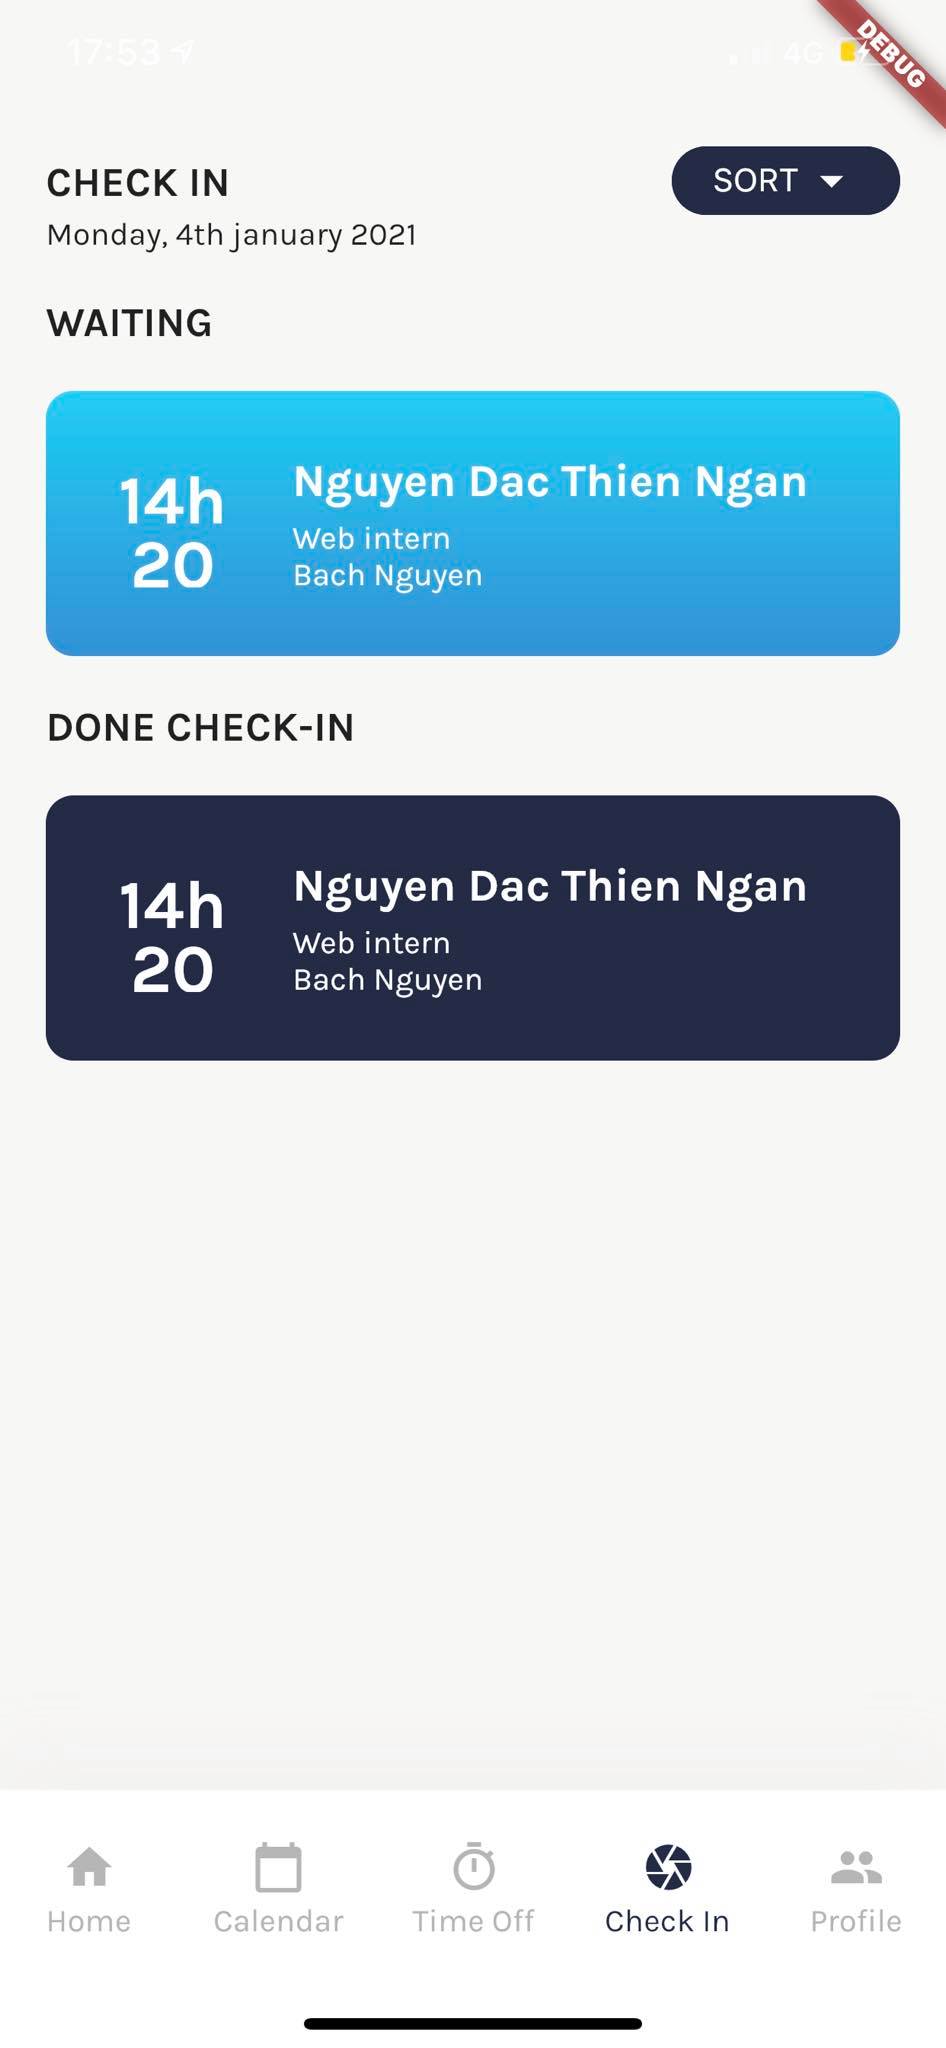 17:53
4G
DEBUG
CHECK IN
SORT
Monday, 4th january 2021
WAITING
14h
20
Nguyen Dac Thien Ngan
Web intern
Bach Nguyen
DONE CHECK-IN
14h
20
Nguyen Dac Thien Ngan
Web intern
Bach Nguyen
Home
Calendar
Time Off
Check In
Profile